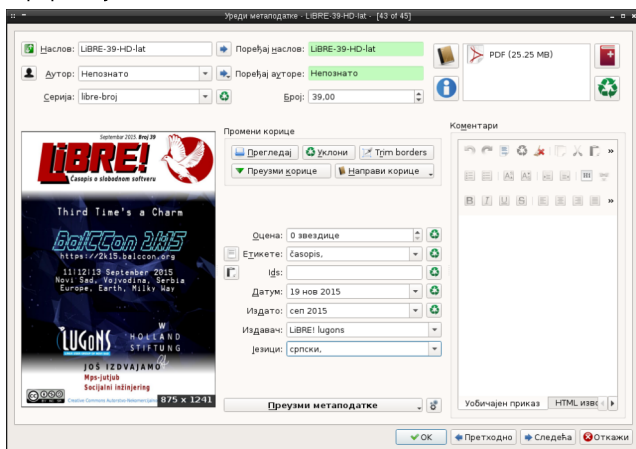 Уреди метаподатке - LiBRE-39-HD-lat - [43 of 45]
Наслов: LiBRE-39-HD-lat Поређај наслов: LiBRE-39-HD-lat
Аутор: Непознато Поређај ауторе: Непознато
Серија: libre-broj Број: 39,00
PDF (25.25 MB)
Промени корице
Прегледај Уклони Trim borders
Преузми корице Направи корице
Septembar 2015. Broj 39
LiBRE!
Časopis o slobodnom softveru
Third Time's a Charm
BalCCon 2k15
https://2k15.balccon.org
11|12|13 September 2015
Novi Sad, Vojvodina, Serbia
Europe, Earth, Milky Way
LUGoNS
W
HOLLAND
STIFTUNG
JOŠ IZDVAJAMO
Mps-jutjub
Socijalni inžinjering
875 x 1241
Оцена: 0 звездице
Етикете: časopis,
Ids:
Датум: 19 нов 2015
Издато: сеп 2015
Издавач: LiBRE! lugons
Језици: српски,
Преузми метаподатке
Коментари
B I U S
Уобичајен приказ HTML
OK Претходно Следећа Откажи